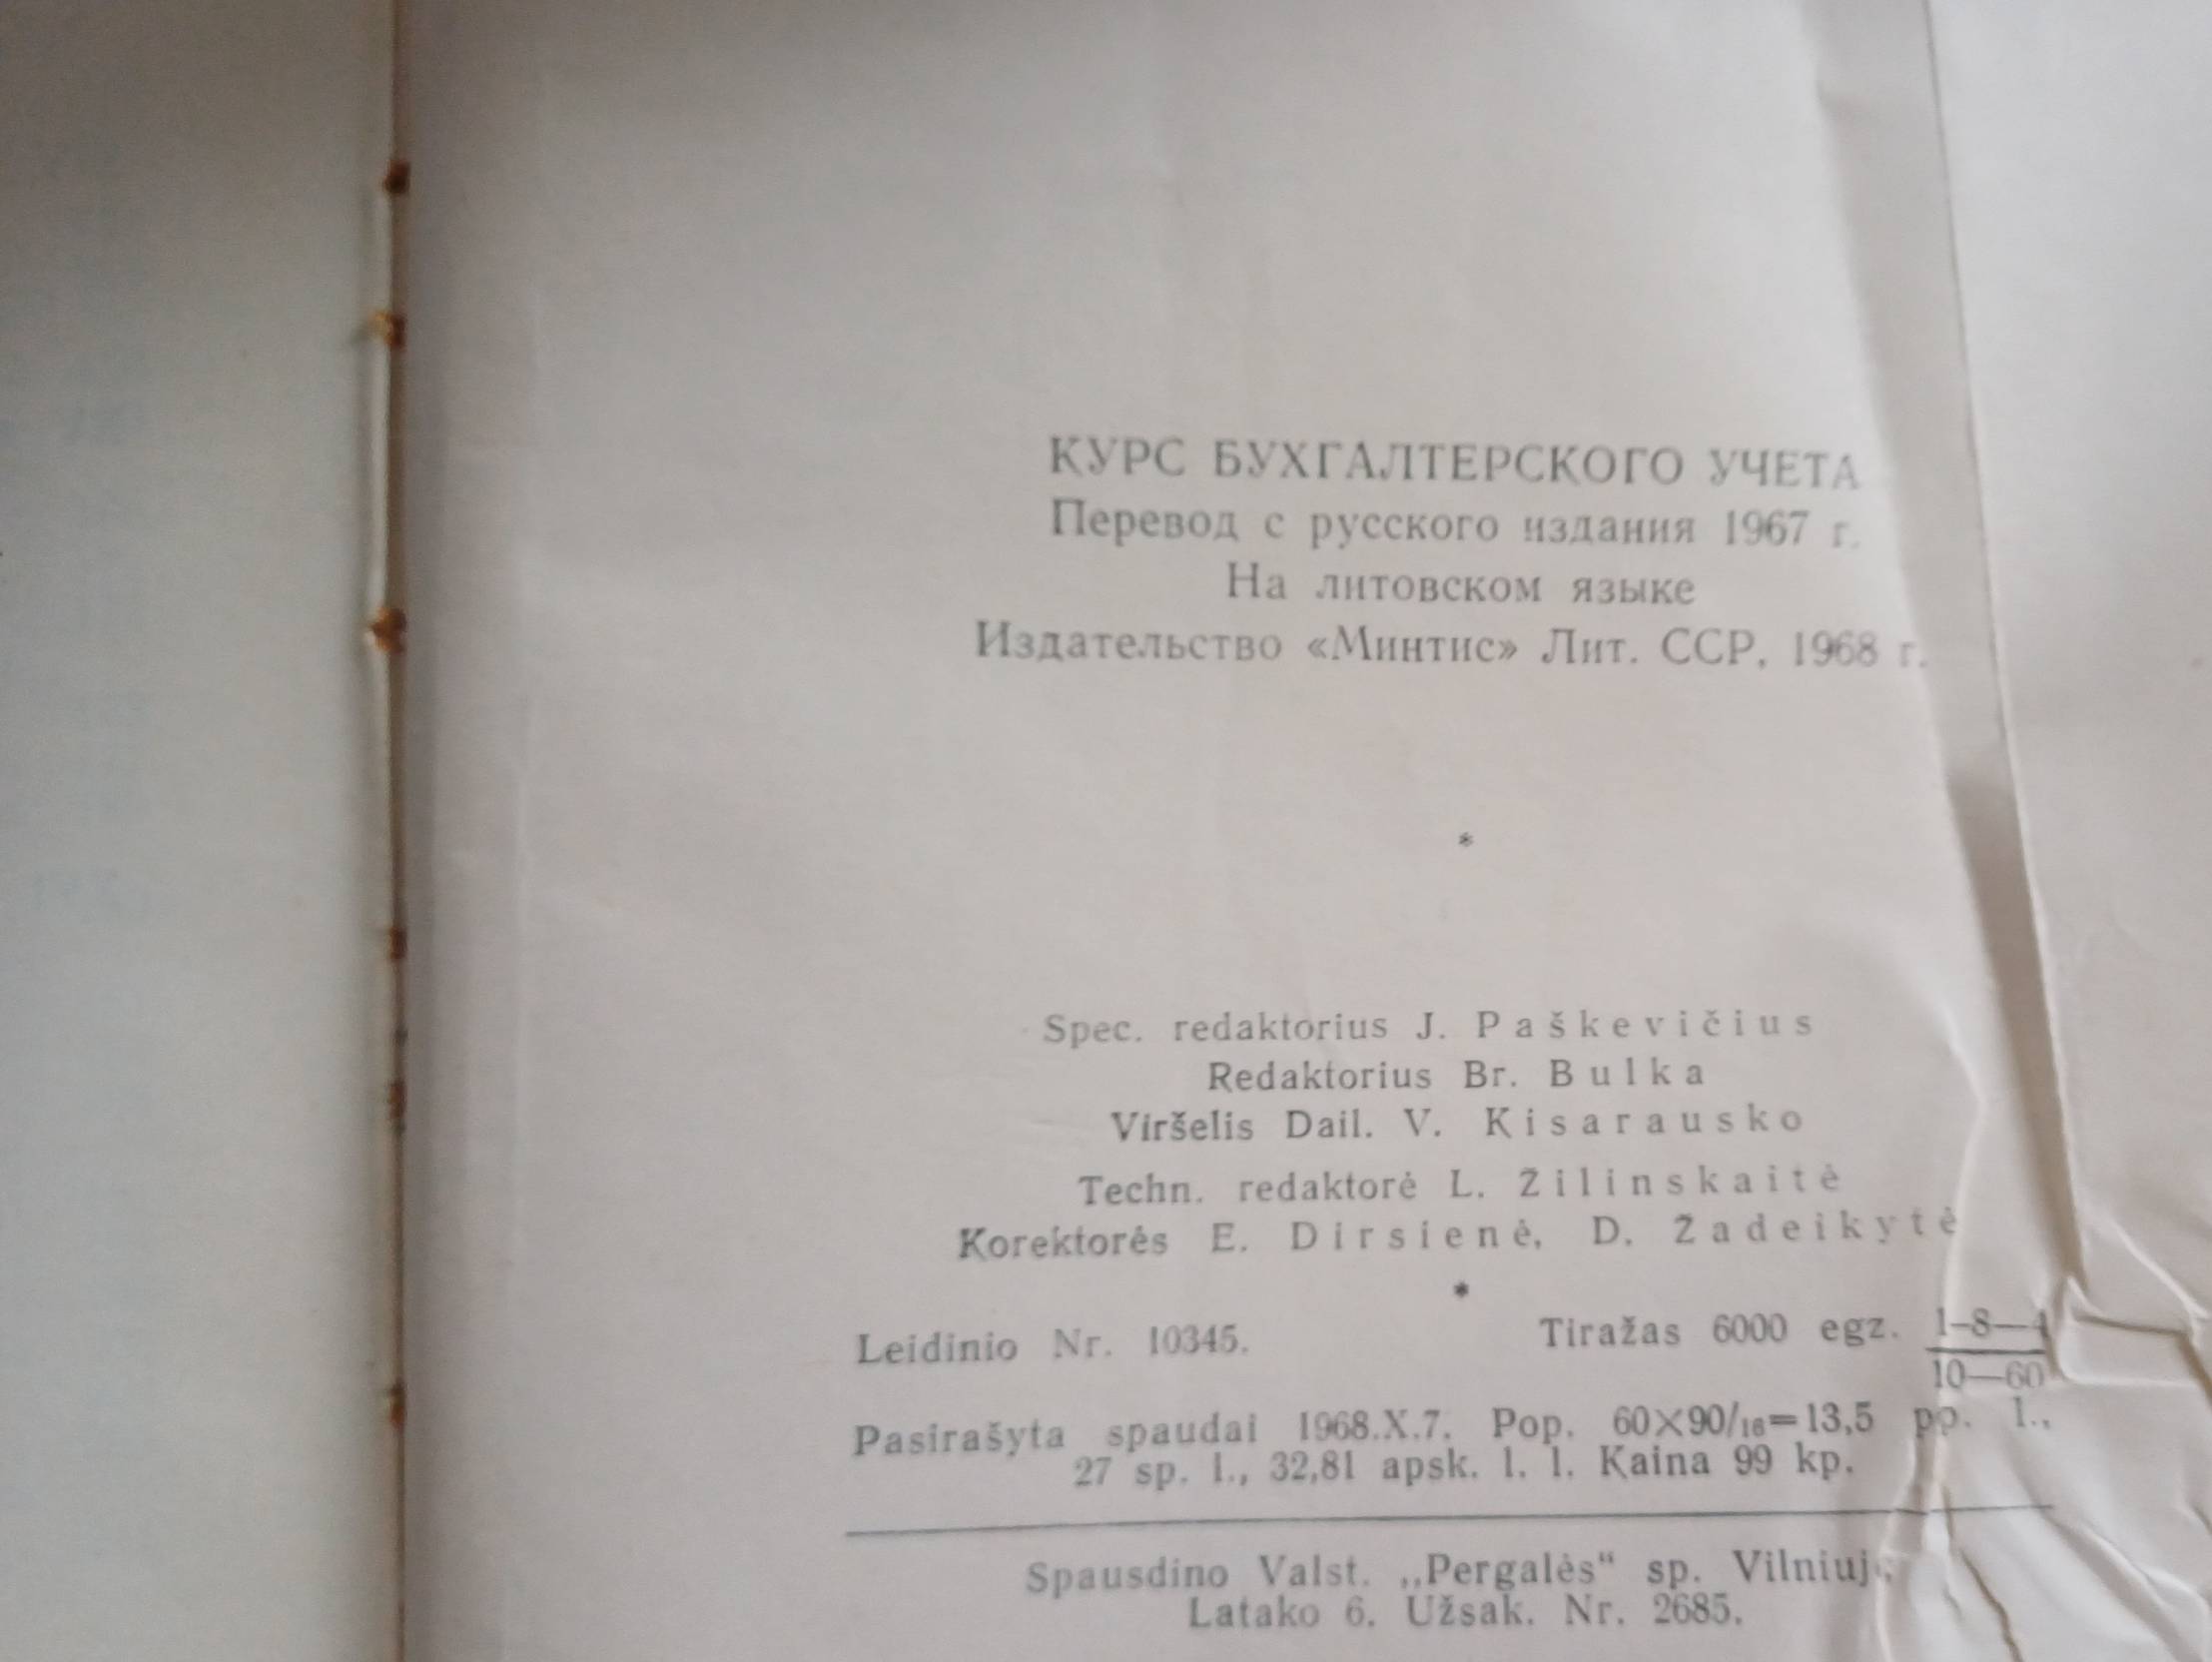 КУРС БУХГАЛТЕРСКОГО УЧЕТА
Перевод с русского издания 1967 г.
На литовском языке
Издательство «Минтис» Лит. ССР, 1968 г.
*
Spec. redaktorius J. Paškevičius
Redaktorius Br. Bulka
Viršelis Dail. V. Kisarausko
Techn. redaktorė L. Žilinskaitė
Korektorės E. Dirsienė, D. Žadeikytė
*
Leidinio Nr. 10345. Tiražas 6000 egz. 1–8—4
10—60
Pasirašyta spaudai 1968.X.7. Pop. 60×90/16=13,5 pp. l.,
27 sp. l., 32,81 apsk. l. l. Kaina 99 kp.
Spausdino Valst. „Pergalės“ sp.
Latako 6. Užsak. Nr. 2685.